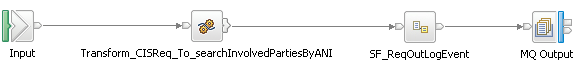 Input
Transform_CISReq_To_searchInvolvedPartiesByANI
SF_ReqOutLogEvent
MQ Output